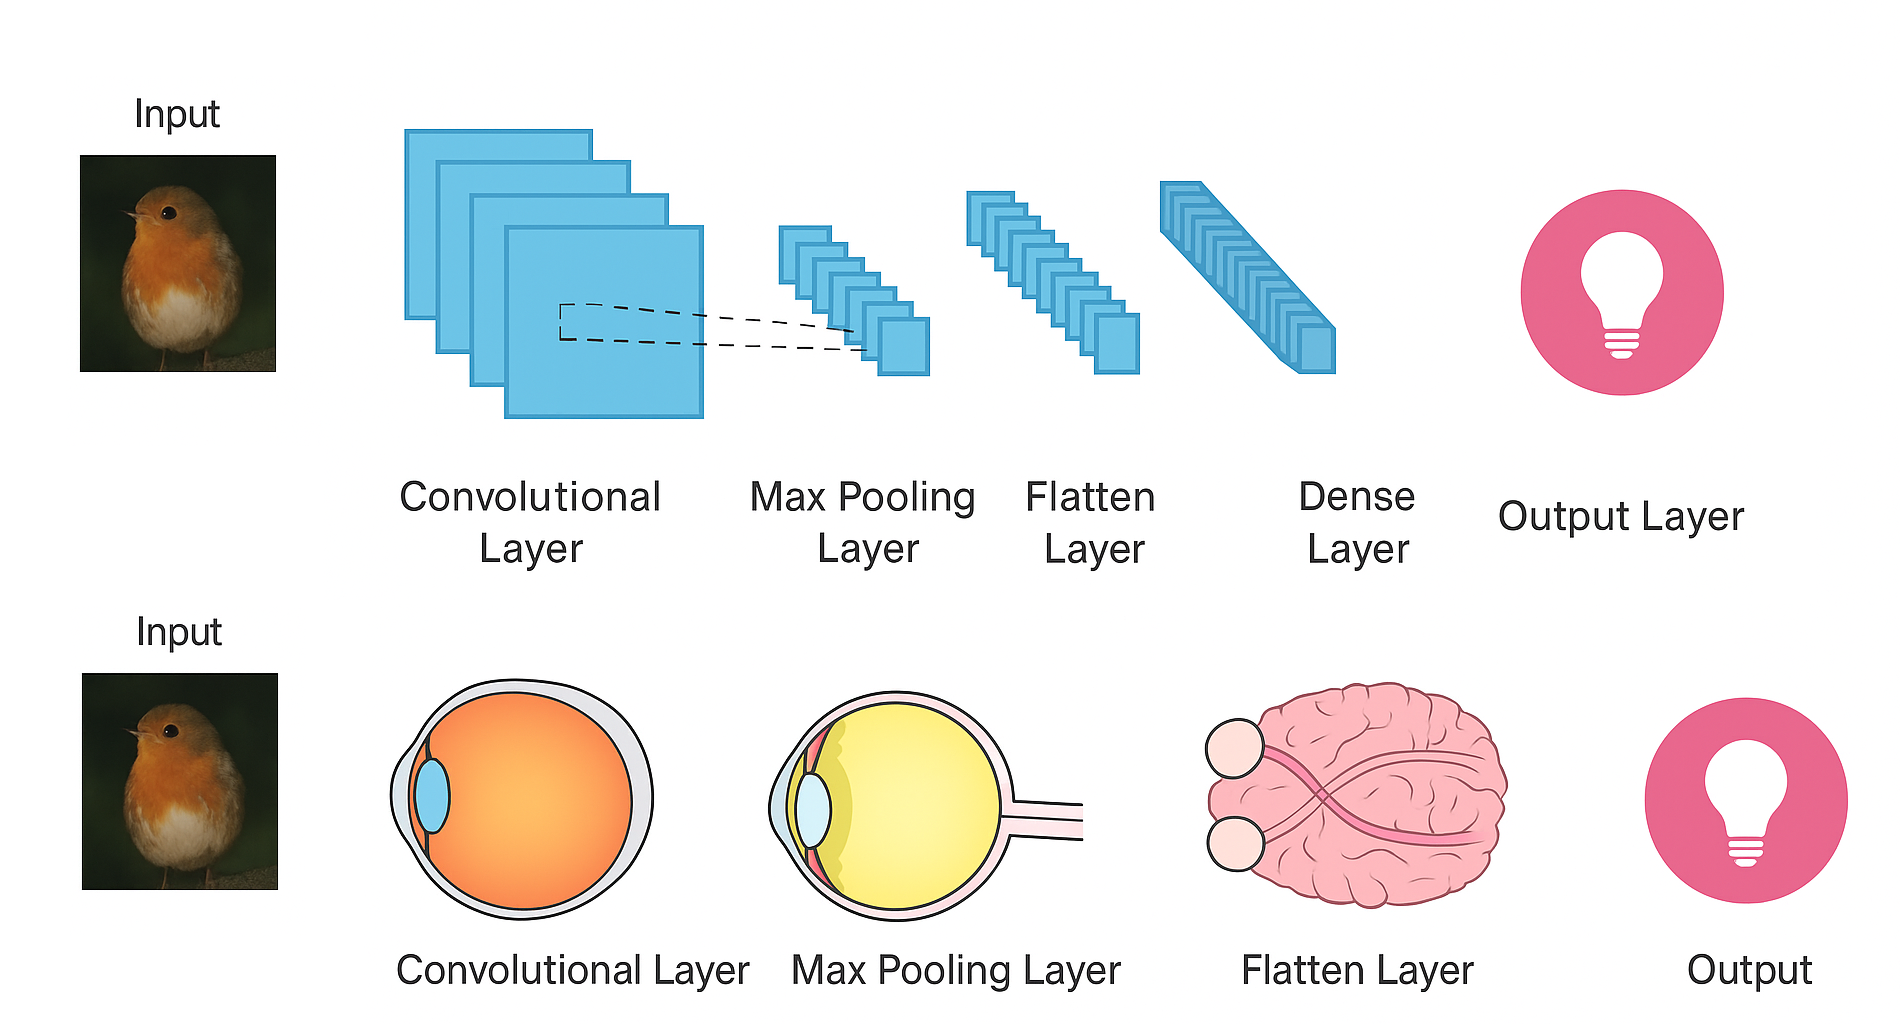 Input
Convolutional
Layer
Max Pooling
Layer
Flatten
Layer
Dense
Layer
Output Layer
Input
Convolutional Layer
Max Pooling Layer
Flatten Layer
Output